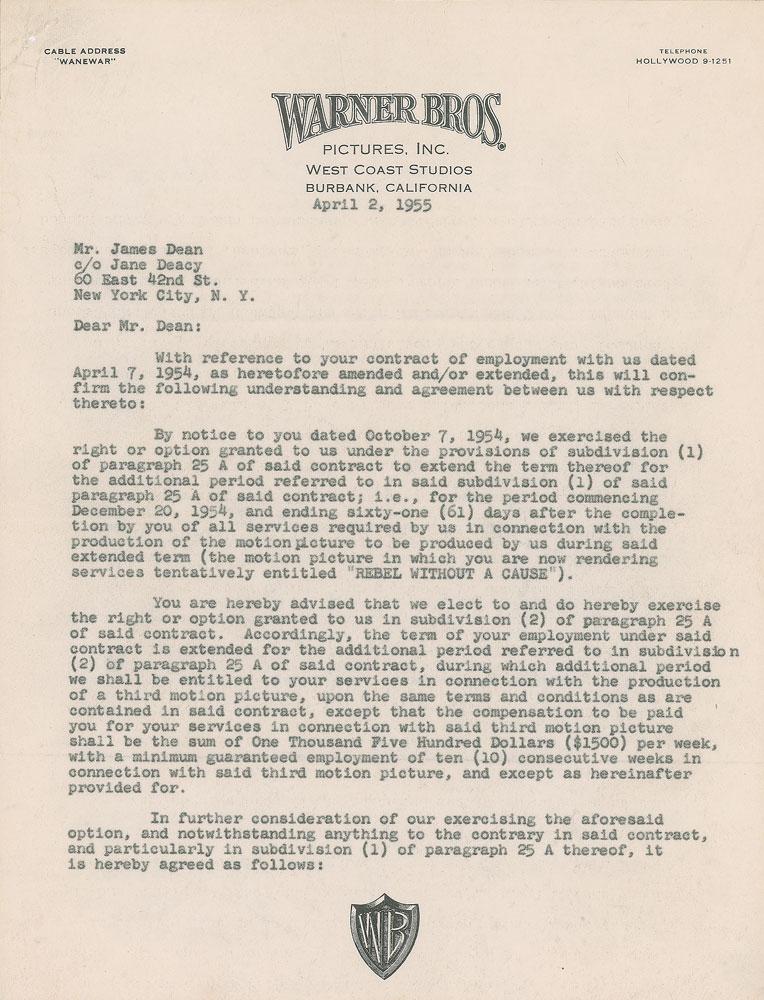 CABLE ADDRESS
"WANEWAR"
TELEPHONE
HOLLYWOOD 9-1251
WARNER BROS.
PICTURES, INC.
WEST COAST STUDIOS
BURBANK, CALIFORNIA
April 2, 1955
Mr. James Dean
c/o Jane Deacy
60 East 42nd St.
New York City, N. Y.
Dear Mr. Dean:
With reference to your contract of employment with us dated
April 7, 1954, as heretofore amended and/or extended, this will con-
firm the following understanding and agreement between us with respect
thereto:
By notice to you dated October 7, 1954, we exercised the
right or option granted to us under the provisions of subdivision (1)
of paragraph 25 A of said contract to extend the term thereof for
the additional period referred to in said subdivision (1) of said
paragraph 25 A of said contract; i.e., for the period commencing
December 20, 1954, and ending sixty-one (61) days after the comple-
tion by you of all services required by us in connection with the
production of the motion picture to be produced by us during said
extended term (the motion picture in which you are now rendering
services tentatively entitled "REBEL WITHOUT A CAUSE").
You are hereby advised that we elect to and do hereby exercise
the right or option granted to us in subdivision (2) of paragraph 25 A
of said contract. Accordingly, the term of your employment under said
contract is extended for the additional period referred to in subdivision
(2) of paragraph 25 A of said contract, during which additional period
we shall be entitled to your services in connection with the production
of a third motion picture, upon the same terms and conditions as are
contained in said contract, except that the compensation to be paid
you for your services in connection with said third motion picture
shall be the sum of One Thousand Five Hundred Dollars ($1500) per week,
with a minimum guaranteed employment of ten (10) consecutive weeks in
connection with said third motion picture, and except as hereinafter
provided for.
In further consideration of our exercising the aforesaid
option, and notwithstanding anything to the contrary in said contract,
and particularly in subdivision (1) of paragraph 25 A thereof, it
is hereby agreed as follows:
WB